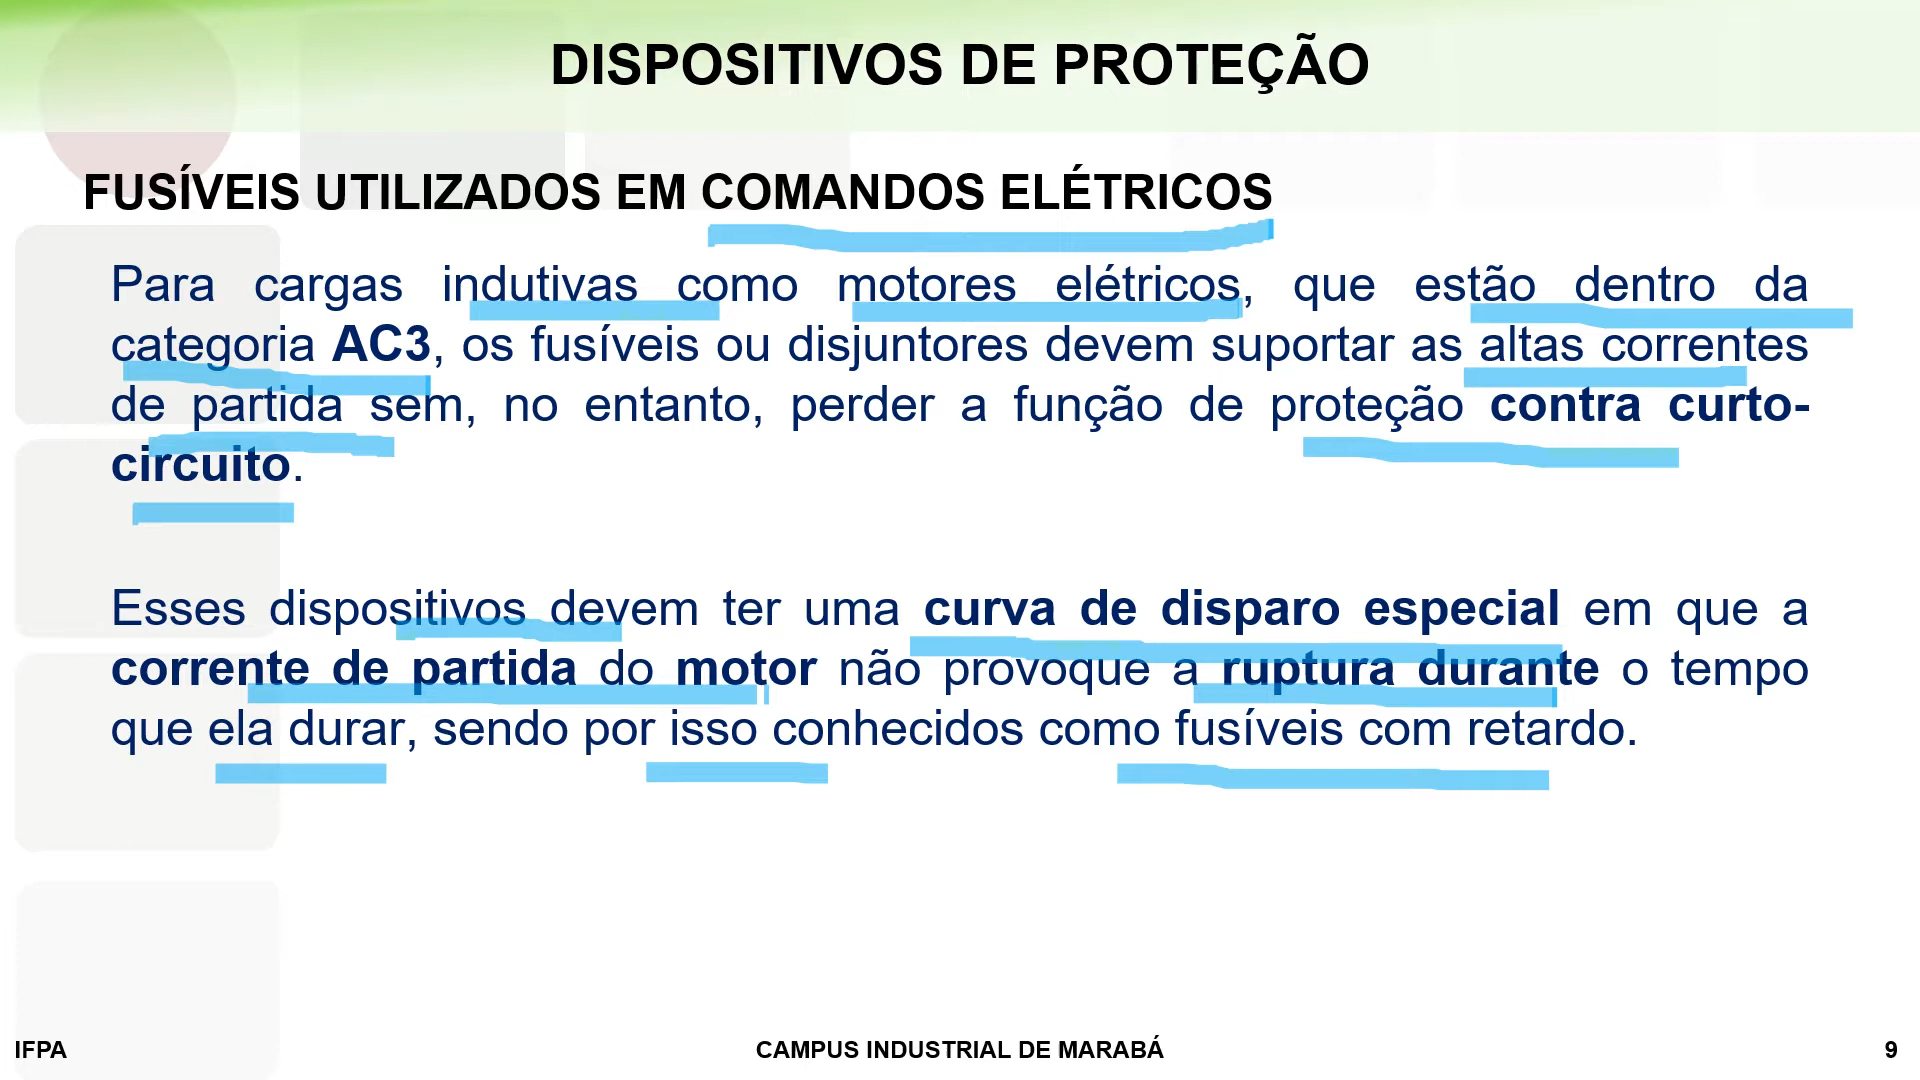 DISPOSITIVOS DE PROTEÇÃO
FUSÍVEIS UTILIZADOS EM COMANDOS ELÉTRICOS
Para cargas indutivas como motores elétricos, que estão dentro da
categoria AC3, os fusíveis ou disjuntores devem suportar as altas correntes
de partida sem, no entanto, perder a função de proteção contra curto-
circuito.
Esses dispositivos devem ter uma curva de disparo especial em que a
corrente de partida do motor não provoque a ruptura durante o tempo
que ela durar, sendo por isso conhecidos como fusíveis com retardo.
IFPA
CAMPUS INDUSTRIAL DE MARABÁ
9